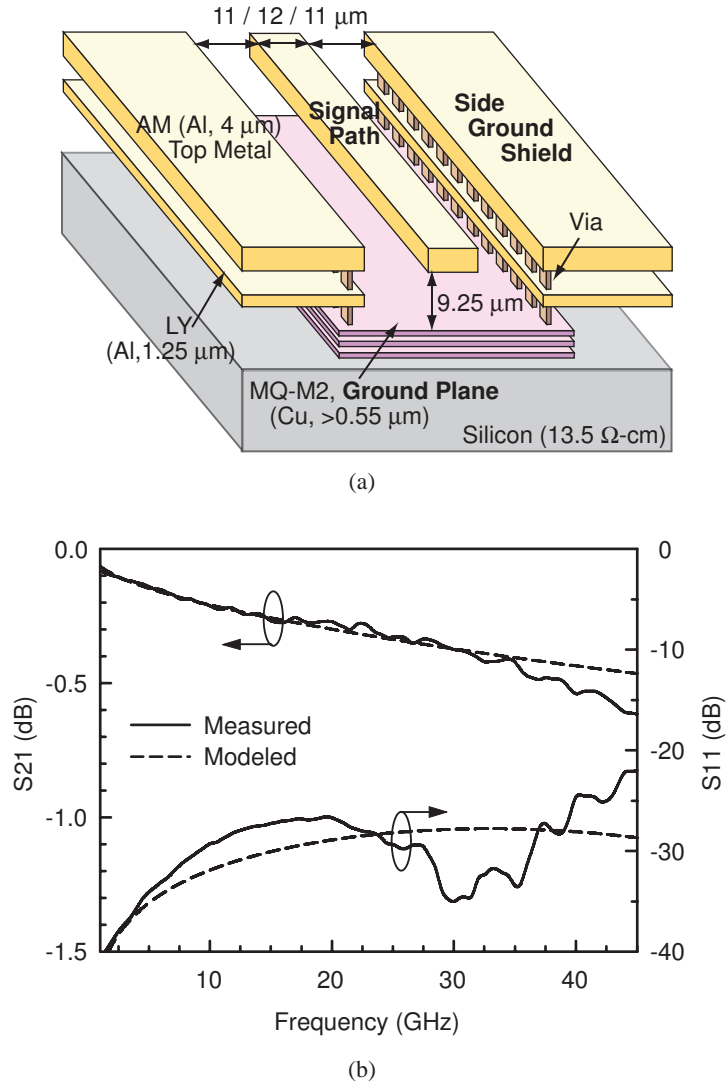 11 / 12 / 11 μm
AM (Al, 4 μm)
Top Metal
Signal
Path
Side
Ground
Shield
Via
9.25 μm
LY
(Al,1.25 μm)
MQ-M2, Ground Plane
(Cu, >0.55 μm)
Silicon (13.5 Ω-cm)
(a)
0.0
-0.5
-1.0
-1.5
S21 (dB)
0
-10
-20
-30
-40
S11 (dB)
Measured
Modeled
10 20 30 40
Frequency (GHz)
(b)